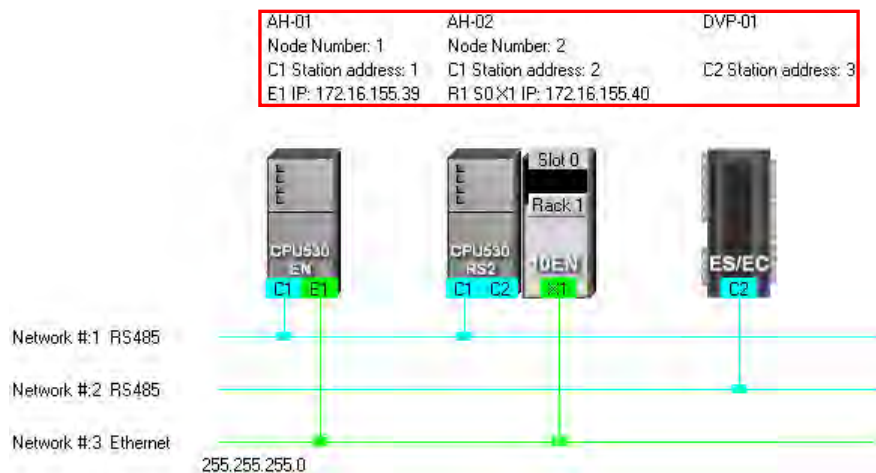 AH-01 AH-02 DVP-01
Node Number: 1 Node Number: 2
C1 Station address: 1 C1 Station address: 2 C2 Station address: 3
E1 IP: 172.16.155.39 R1 S0 X1 IP: 172.16.155.40
Slot 0
Rack 1
CPU530 EN
CPU530 RS2
10EN
ES/EC
C1 E1 C1 C2 X1 C2
Network #:1 RS485
Network #:2 RS485
Network #:3 Ethernet
255.255.255.0